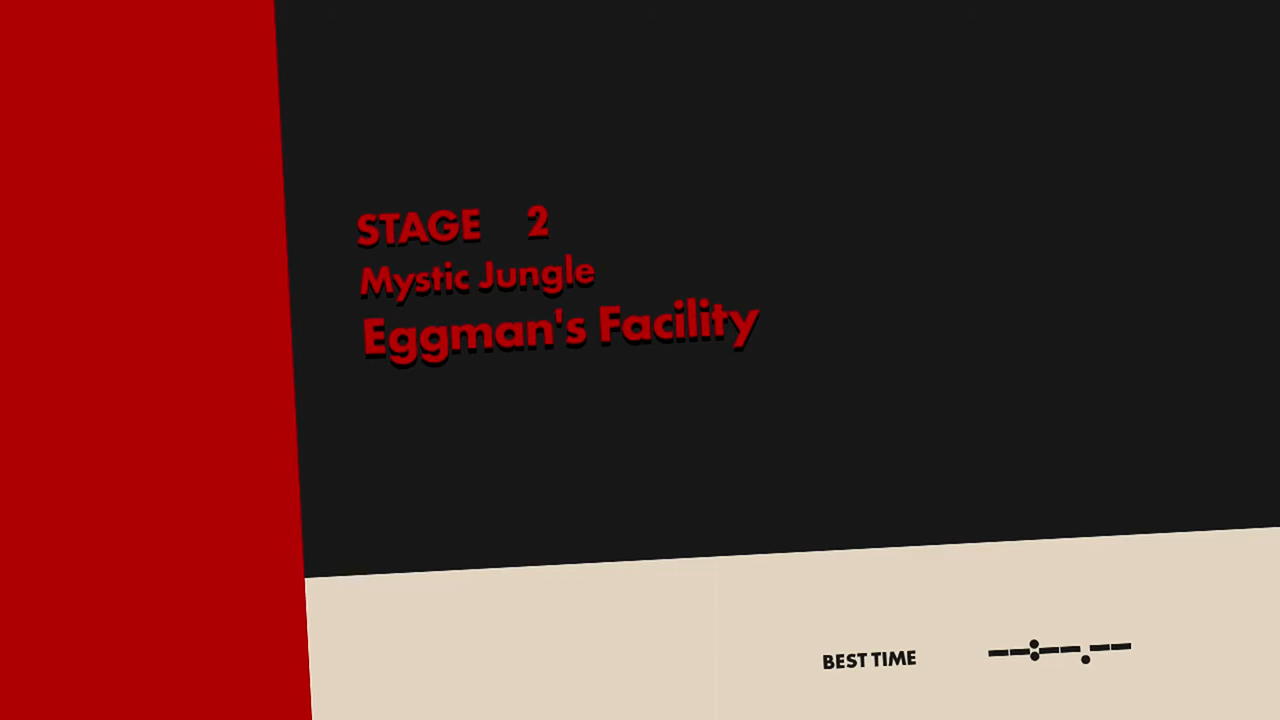 STAGE 2
Mystic Jungle
Eggman's Facility
BEST TIME --:--.--